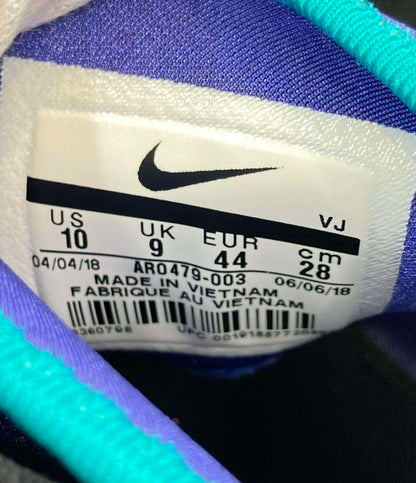 VJ
US UK EUR cm
10 9 44 28
04/04/18 AR0479-003 06/06/18
MADE IN VIETNAM
FABRIQUE AU VIETNAM
UPC